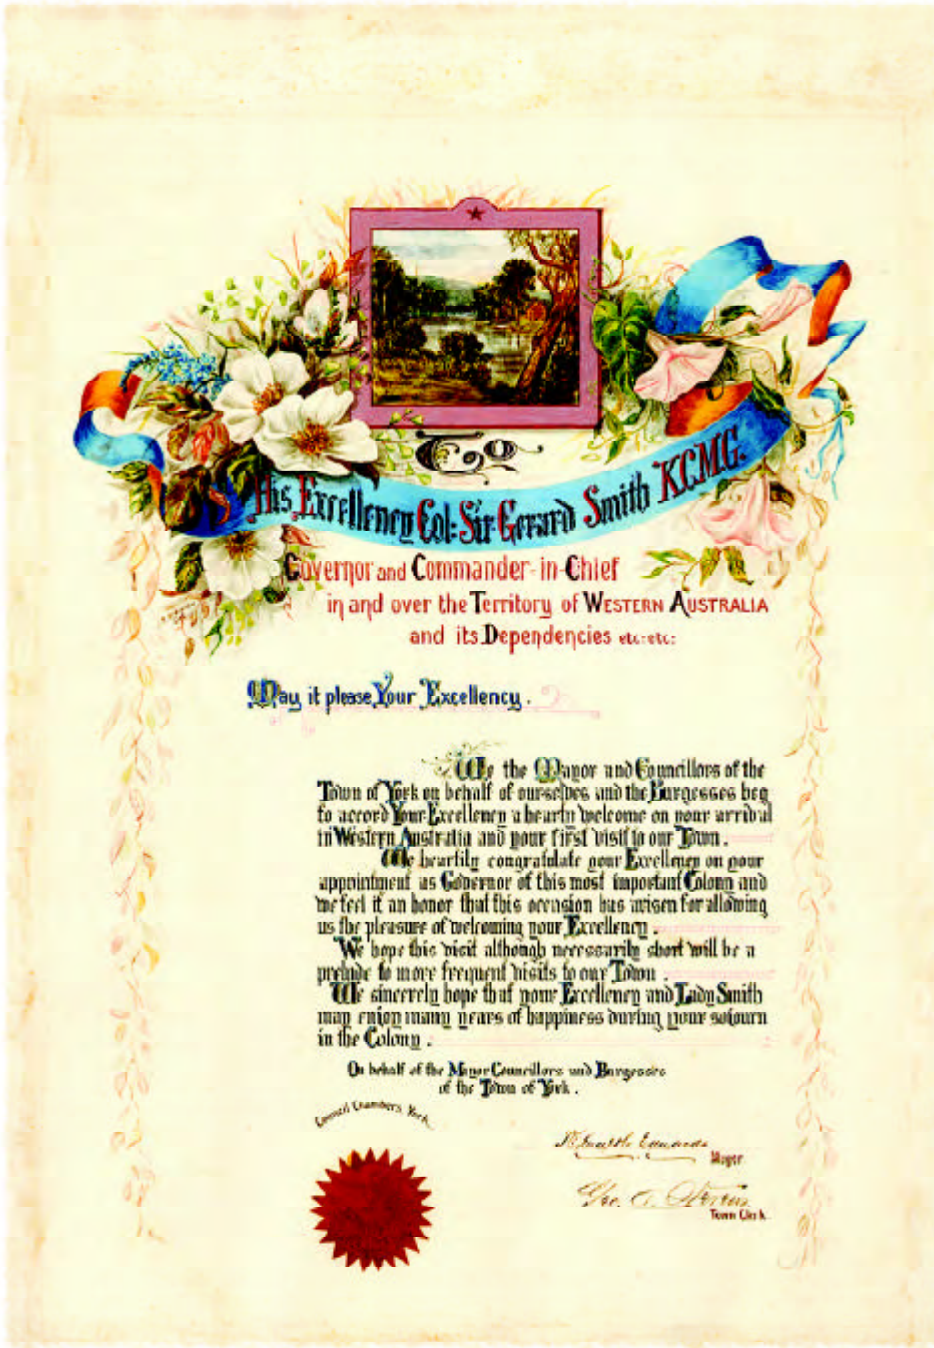 To
His Excellency Col: Sir Gerard Smith KCMG.
Governor and Commander-in-Chief
in and over the Territory of WESTERN AUSTRALIA
and its Dependencies etc: etc:
May it please Your Excellency.
We the Mayor and Councillors of the
Town of York on behalf of ourselves and the Burgesses beg
to accord Your Excellency a hearty welcome on your arrival
in Western Australia and your first visit to our Town.
We heartily congratulate your Excellency on your
appointment as Governor of this most important Colony and
we feel it an honor that this occasion has arisen for allowing
us the pleasure of welcoming your Excellency.
We hope this visit although necessarily short will be a
prelude to more frequent visits to our Town.
We sincerely hope that your Excellency and Lady Smith
may enjoy many years of happiness during your sojourn
in the Colony.
On behalf of the Mayor Councillors and Burgesses
of the Town of York.
Council Chambers, York.
Edwards
Mayor
Geo.
Town Clerk